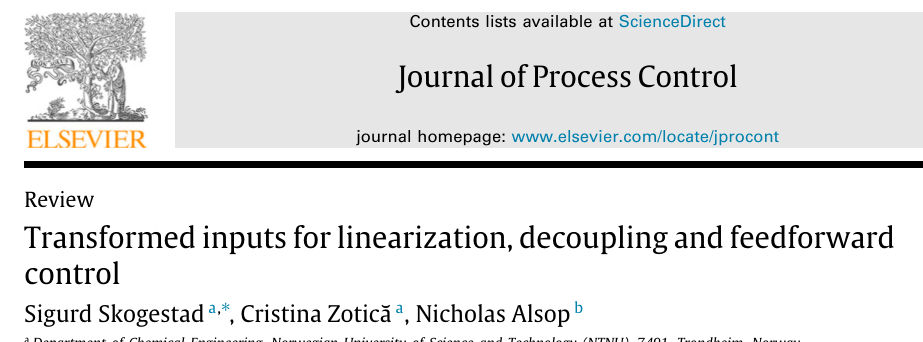 Contents lists available at ScienceDirect
Journal of Process Control
ELSEVIER
journal homepage: www.elsevier.com/locate/jprocont
Review
Transformed inputs for linearization, decoupling and feedforward
control
Sigurd Skogestad a,*, Cristina Zotică a, Nicholas Alsop b
a Department of Chemical Engineering, Norwegian University of Science and Technology (NTNU), 7491, Trondheim, Norway